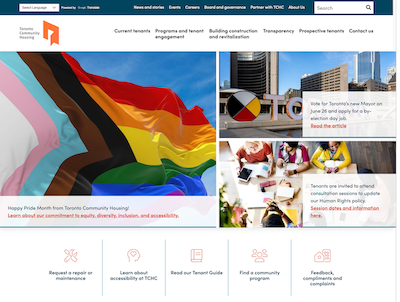 Select Language
Powered by Google Translate
News and stories Events Careers Board and governance Partner with TCHC About Us
Search
Toronto
Community
Housing
Current tenants Programs and tenant engagement Building construction and revitalization Transparency Prospective tenants Contact us
Vote for Toronto's new Mayor on
June 26 and apply for a by-
election day job.
Read the article
Happy Pride Month from Toronto Community Housing!
Learn about our commitment to equity, diversity, inclusion, and accessibility.
Tenants are invited to attend
consultation sessions to update
our Human Rights policy.
Session dates and information
here.
Request a repair or
maintenance
Learn about
accessibility at TCHC
Read our Tenant Guide
Find a community
program
Feedback,
compliments and
complaints